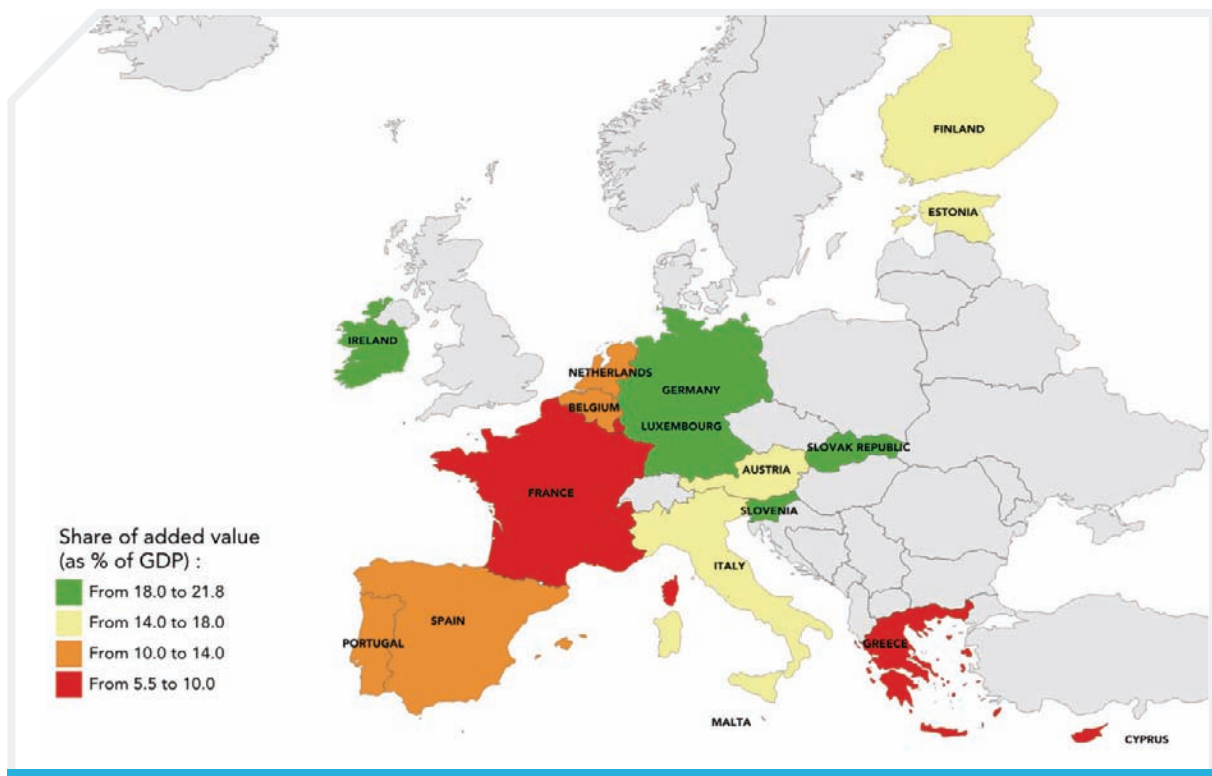 FINLAND
ESTONIA
IRELAND
NETHERLANDS
GERMANY
BELGIUM
LUXEMBOURG
SLOVAK REPUBLIC
AUSTRIA
FRANCE
SLOVENIA
ITALY
SPAIN
PORTUGAL
GREECE
MALTA
CYPRUS
Share of added value
(as % of GDP) :
From 18.0 to 21.8
From 14.0 to 18.0
From 10.0 to 14.0
From 5.5 to 10.0